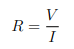 R = V/I